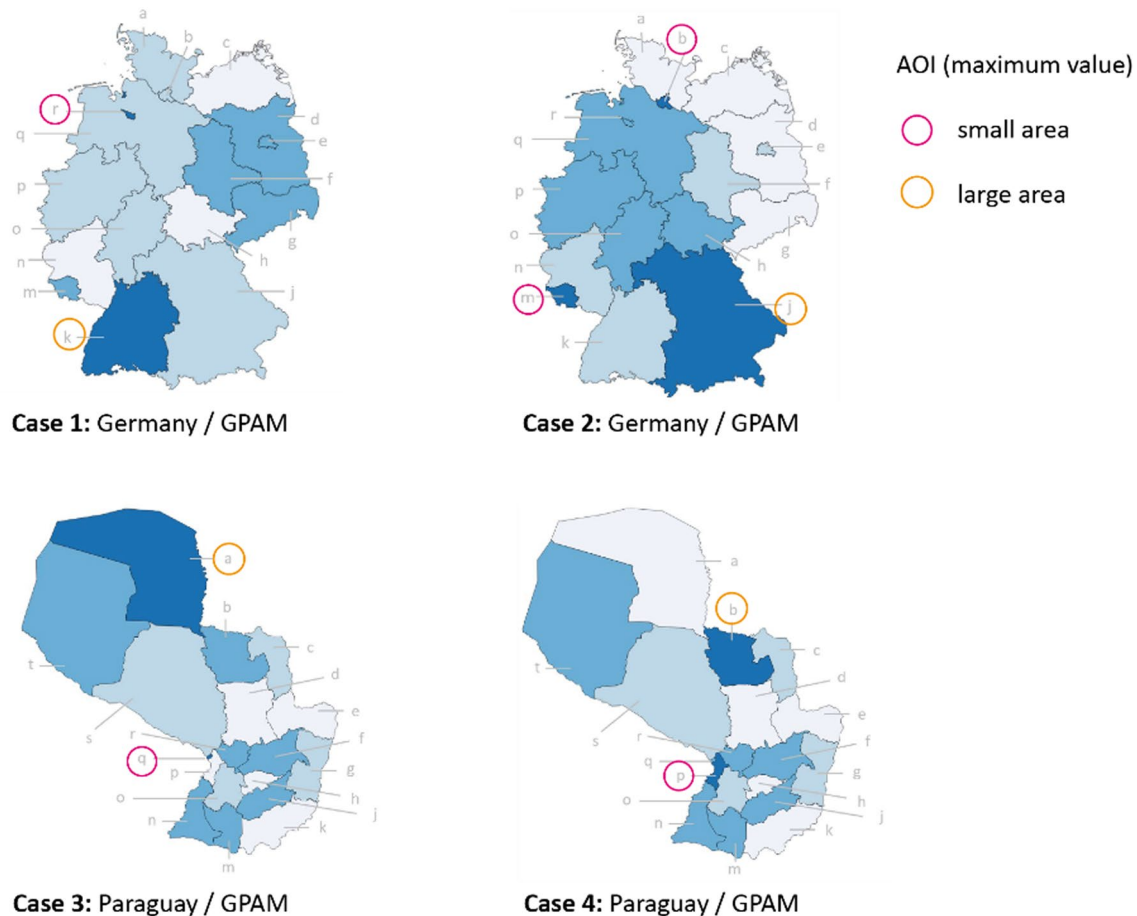 a
b
c
r
d
q
e
p
f
o
g
n
h
m
j
k
Case 1: Germany / GPAM
a
b
c
r
d
q
e
p
f
o
g
n
h
m
j
k
Case 2: Germany / GPAM
AOI (maximum value)
small area
large area
a
b
c
t
d
s
e
r
f
q
g
p
h
o
j
n
k
m
Case 3: Paraguay / GPAM
a
b
c
t
d
s
e
r
f
q
g
p
h
o
j
n
k
m
Case 4: Paraguay / GPAM